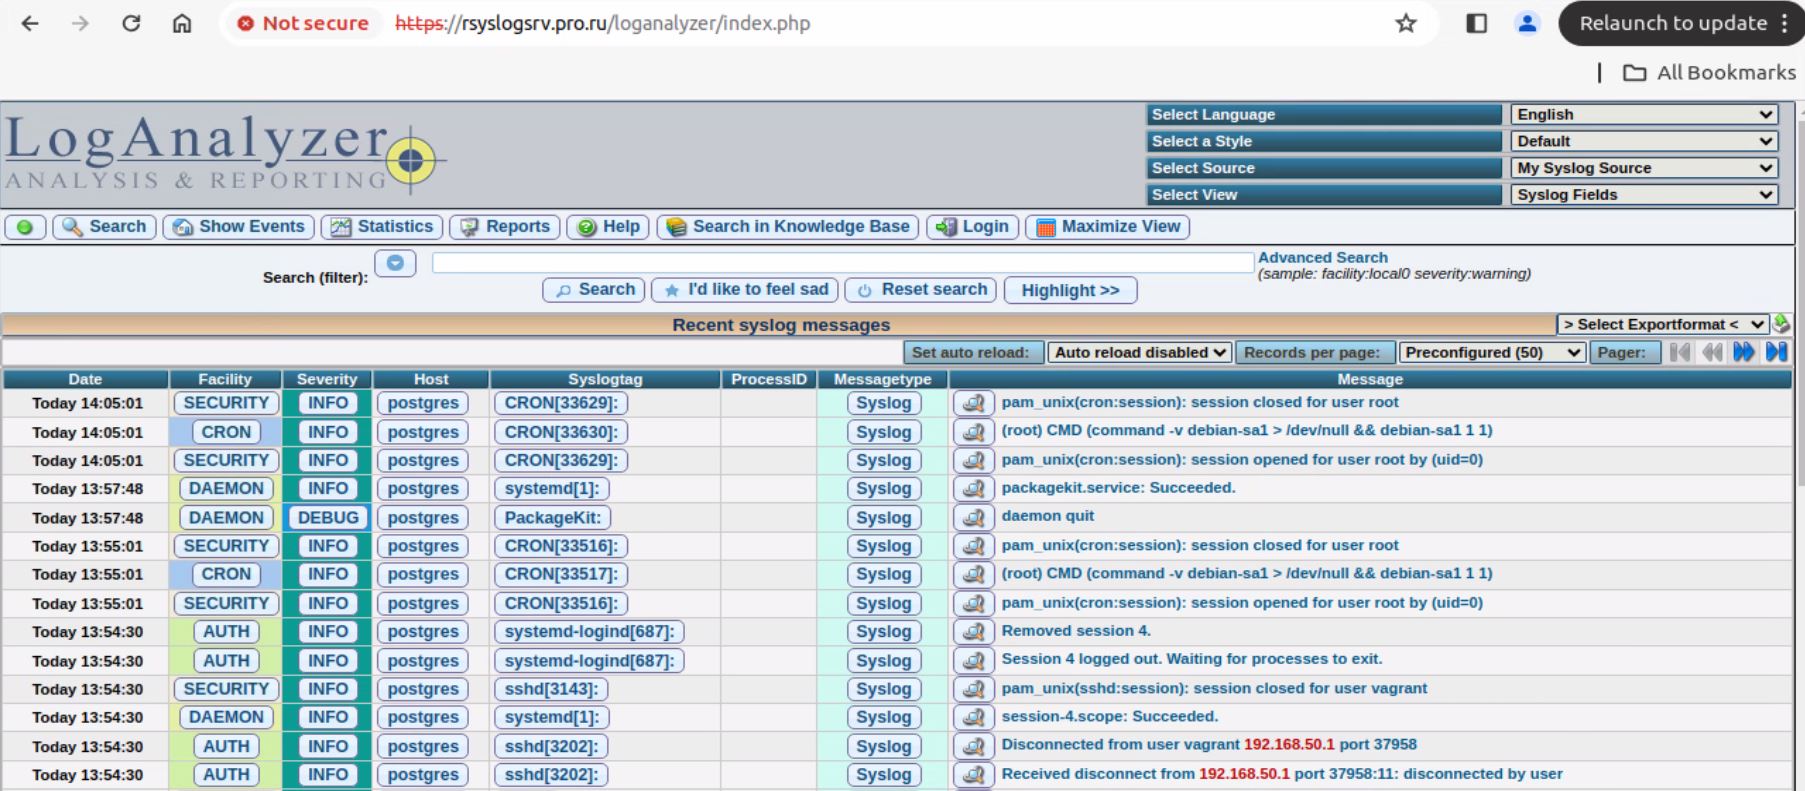 Not secure https://rsyslogsrv.pro.ru/loganalyzer/index.php Relaunch to update
All Bookmarks
LogAnalyzer
ANALYSIS & REPORTING
Select Language English
Select a Style Default
Select Source My Syslog Source
Select View Syslog Fields
Search Show Events Statistics Reports Help Search in Knowledge Base Login Maximize View
Search (filter): Advanced Search
(sample: facility:local0 severity:warning)
Search I'd like to feel sad Reset search Highlight >>
Recent syslog messages > Select Exportformat <
Set auto reload: Auto reload disabled Records per page: Preconfigured (50) Pager:
Date Facility Severity Host Syslogtag ProcessID Messagetype Message
Today 14:05:01 SECURITY INFO postgres CRON[33629]: Syslog pam_unix(cron:session): session closed for user root
Today 14:05:01 CRON INFO postgres CRON[33630]: Syslog (root) CMD (command -v debian-sa1 > /dev/null && debian-sa1 1 1)
Today 14:05:01 SECURITY INFO postgres CRON[33629]: Syslog pam_unix(cron:session): session opened for user root by (uid=0)
Today 13:57:48 DAEMON INFO postgres systemd[1]: Syslog packagekit.service: Succeeded.
Today 13:57:48 DAEMON DEBUG postgres PackageKit: Syslog daemon quit
Today 13:55:01 SECURITY INFO postgres CRON[33516]: Syslog pam_unix(cron:session): session closed for user root
Today 13:55:01 CRON INFO postgres CRON[33517]: Syslog (root) CMD (command -v debian-sa1 > /dev/null && debian-sa1 1 1)
Today 13:55:01 SECURITY INFO postgres CRON[33516]: Syslog pam_unix(cron:session): session opened for user root by (uid=0)
Today 13:54:30 AUTH INFO postgres systemd-logind[687]: Syslog Removed session 4.
Today 13:54:30 AUTH INFO postgres systemd-logind[687]: Syslog Session 4 logged out. Waiting for processes to exit.
Today 13:54:30 SECURITY INFO postgres sshd[3143]: Syslog pam_unix(sshd:session): session closed for user vagrant
Today 13:54:30 DAEMON INFO postgres systemd[1]: Syslog session-4.scope: Succeeded.
Today 13:54:30 AUTH INFO postgres sshd[3202]: Syslog Disconnected from user vagrant 192.168.50.1 port 37958
Today 13:54:30 AUTH INFO postgres sshd[3202]: Syslog Received disconnect from 192.168.50.1 port 37958:11: disconnected by user